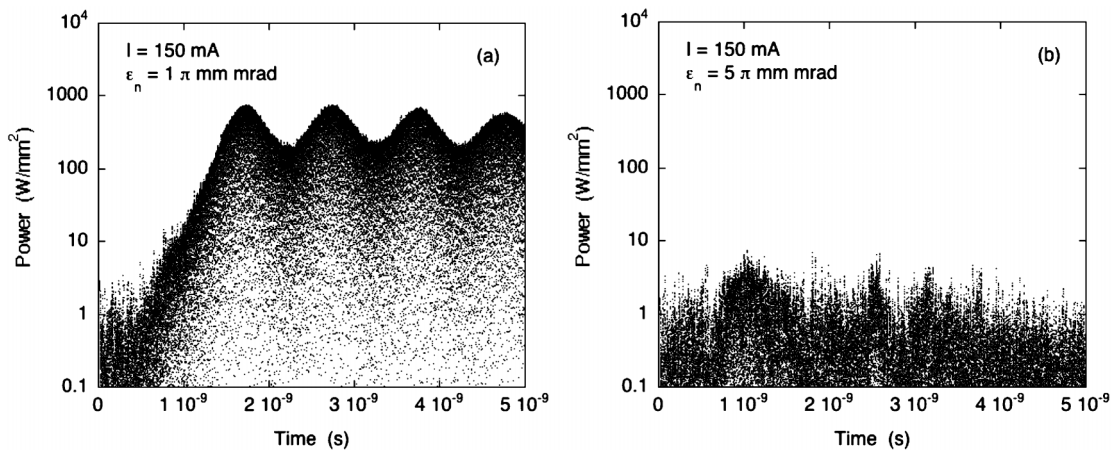 10^4
1000
100
10
1
0.1
Power (W/mm^2)
I = 150 mA
ε_n = 1 π mm mrad
(a)
0 1 10^-9 2 10^-9 3 10^-9 4 10^-9 5 10^-9
Time (s)
10^4
1000
100
10
1
0.1
Power (W/mm^2)
I = 150 mA
ε_n = 5 π mm mrad
(b)
0 1 10^-9 2 10^-9 3 10^-9 4 10^-9 5 10^-9
Time (s)